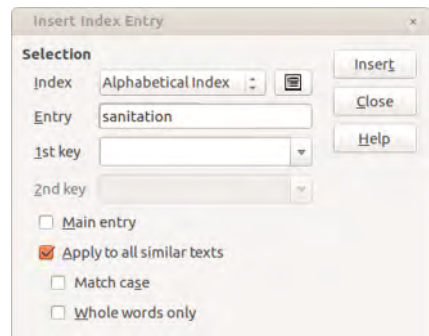 Insert Index Entry ×
Selection
Index Alphabetical Index
Entry sanitation
1st key
2nd key
Main entry
Apply to all similar texts
Match case
Whole words only
Insert
Close
Help